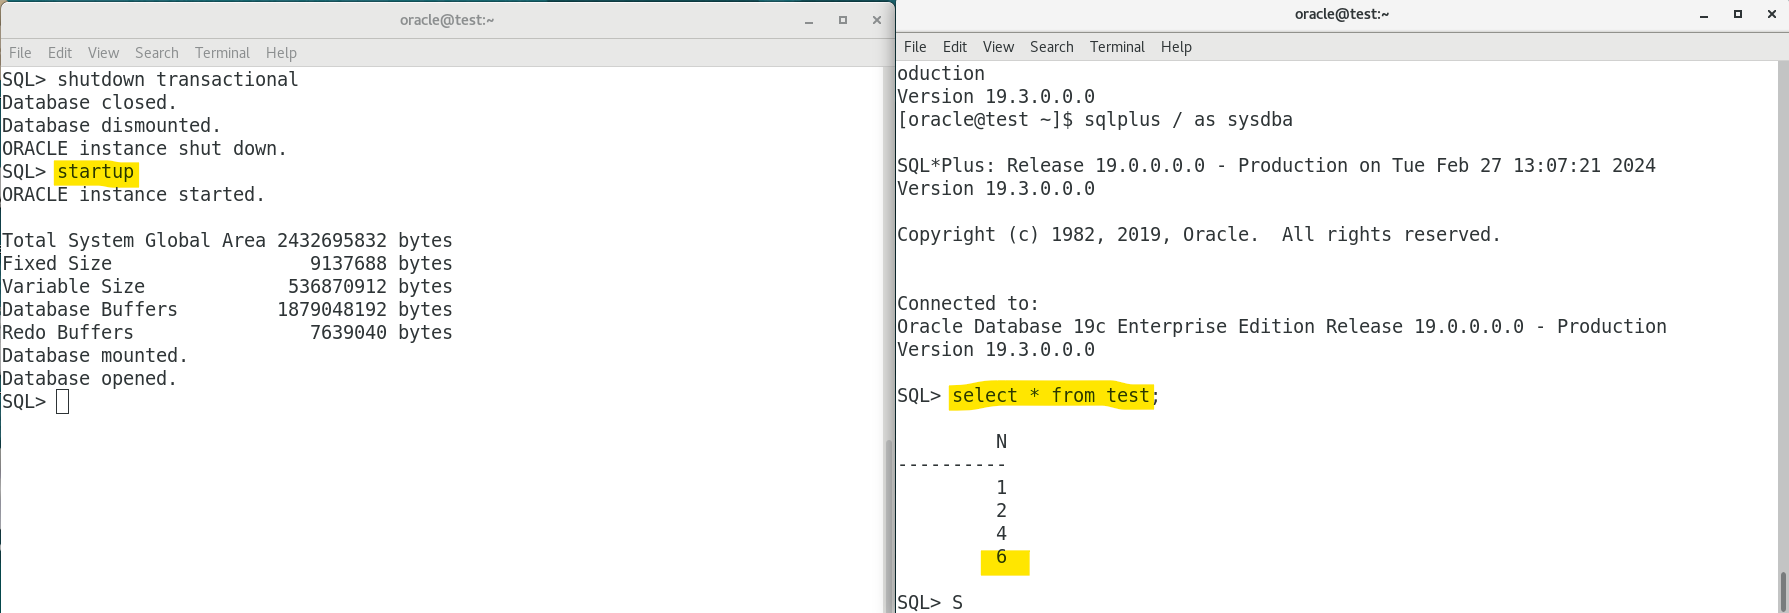 oracle@test:~
File Edit View Search Terminal Help
SQL> shutdown transactional
Database closed.
Database dismounted.
ORACLE instance shut down.
SQL> startup
ORACLE instance started.

Total System Global Area 2432695832 bytes
Fixed Size                  9137688 bytes
Variable Size             536870912 bytes
Database Buffers         1879048192 bytes
Redo Buffers                7639040 bytes
Database mounted.
Database opened.
SQL>
oracle@test:~
File Edit View Search Terminal Help
oduction
Version 19.3.0.0.0
[oracle@test ~]$ sqlplus / as sysdba

SQL*Plus: Release 19.0.0.0.0 - Production on Tue Feb 27 13:07:21 2024
Version 19.3.0.0.0

Copyright (c) 1982, 2019, Oracle.  All rights reserved.


Connected to:
Oracle Database 19c Enterprise Edition Release 19.0.0.0.0 - Production
Version 19.3.0.0.0

SQL> select * from test;

         N
----------
         1
         2
         4
         6

SQL> S